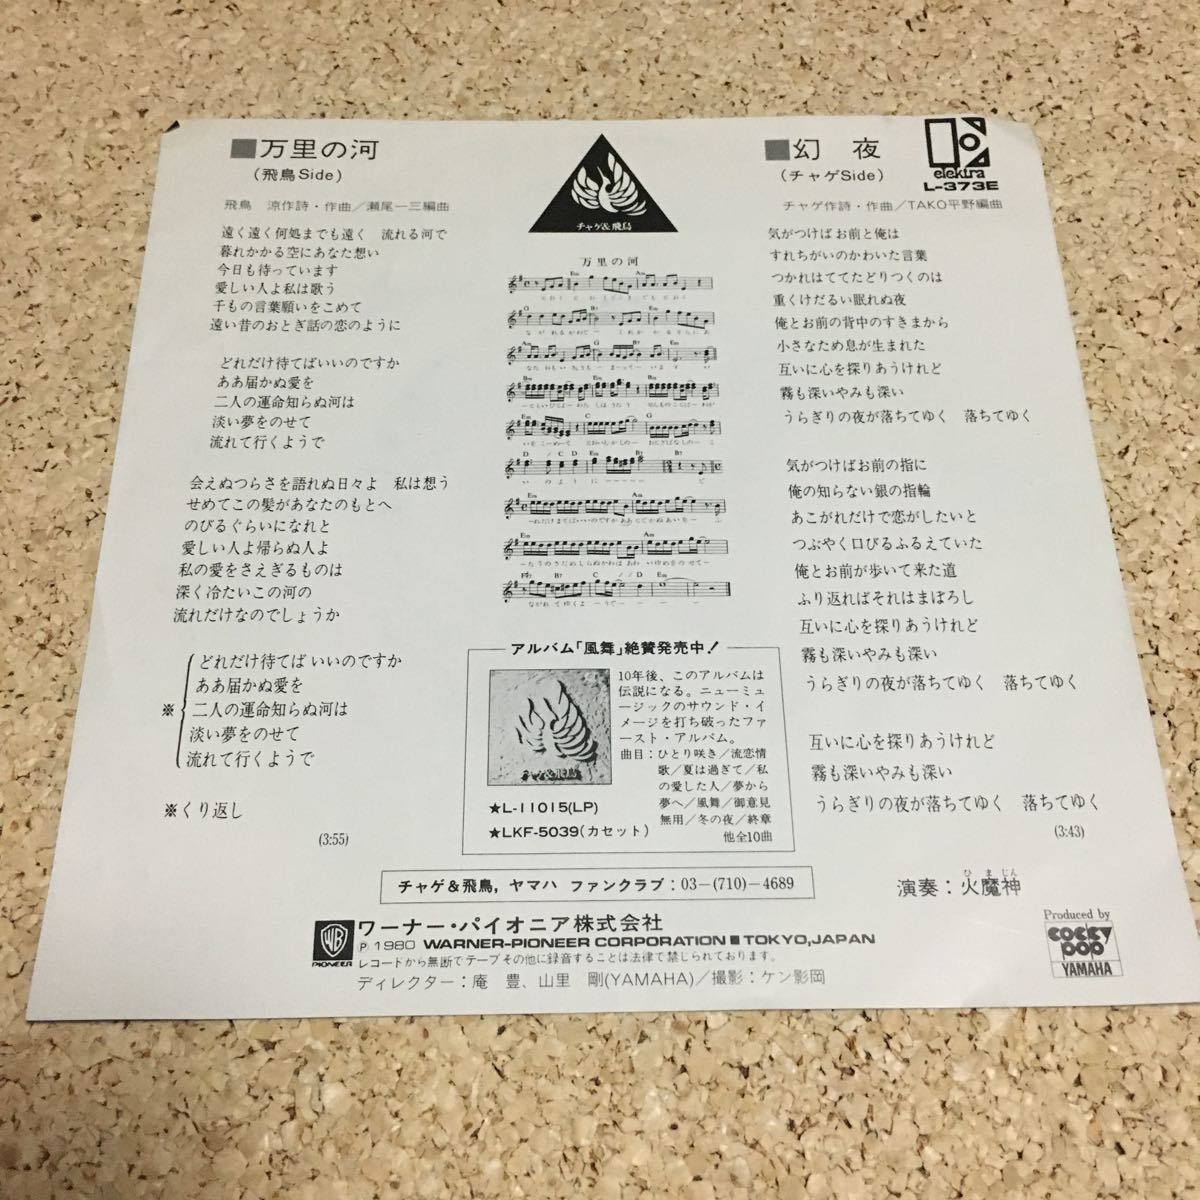 ■万里の河
(飛鳥Side)
飛鳥 涼作詩・作曲／瀬尾一三編曲
遠く遠く何処までも遠く 流れる河で
暮れかかる空にあなた想い
今日も待っています
愛しい人よ私は歌う
千もの言葉願いをこめて
遠い昔のおとぎ話の恋のように
どれだけ待てばいいのですか
ああ届かぬ愛を
二人の運命知らぬ河は
淡い夢をのせて
流れて行くようで
会えぬつらさを語れぬ日々よ 私は想う
せめてこの髪があなたのもとへ
のびるぐらいになれと
愛しい人よ帰らぬ人よ
私の愛をさえぎるものは
深く冷たいこの河の
流れだけなのでしょうか
※
どれだけ待てば いいのですか
ああ届かぬ愛を
二人の運命知らぬ河は
淡い夢をのせて
流れて行くようで
※くり返し
(3:55)
チャゲ&飛鳥
万里の河
アルバム「風舞」絶賛発売中！
チャゲ&飛鳥
★L-11015(LP)
★LKF-5039(カセット)
10年後、このアルバムは
伝説になる。ニューミュ
ージックのサウンド・イ
メージを打ち破ったファ
ースト・アルバム。
曲目：ひとり咲き／流恋情
歌／夏は過ぎて／私
の愛した人／夢から
夢へ／風舞／御意見
無用／冬の夜／終章
他全10曲
■幻 夜
(チャゲSide)
elektra
L-373E
チャゲ作詩・作曲／TAKO平野編曲
気がつけば お前と俺は
すれちがいのかわいた言葉
つかれはててたどりつくのは
重くけだるい眠れぬ夜
俺とお前の背中のすきまから
小さなため息が生まれた
互いに心を探りあうけれど
霧も深いやみも深い
うらぎりの夜が落ちてゆく 落ちてゆく
気がつけばお前の指に
俺の知らない銀の指輪
あこがれだけで恋がしたいと
つぶやく口びるふるえていた
俺とお前が歩いて来た道
ふり返ればそれはまぼろし
互いに心を探りあうけれど
霧も深いやみも深い
うらぎりの夜が落ちてゆく 落ちてゆく
互いに心を探りあうけれど
霧も深いやみも深い
うらぎりの夜が落ちてゆく 落ちてゆく
(3:43)
チャゲ＆飛鳥，ヤマハ ファンクラブ：03-(710)-4689
ひ ま じん
演奏：火魔神
WB
PIONEER
ワーナー・パイオニア株式会社
℗1980 WARNER-PIONEER CORPORATION ■ TOKYO,JAPAN
レコードから無断でテープその他に録音することは法律で禁じられております。
ディレクター：庵 豊、山里 剛(YAMAHA)／撮影：ケン影岡
Produced by
COCKY
POP
YAMAHA